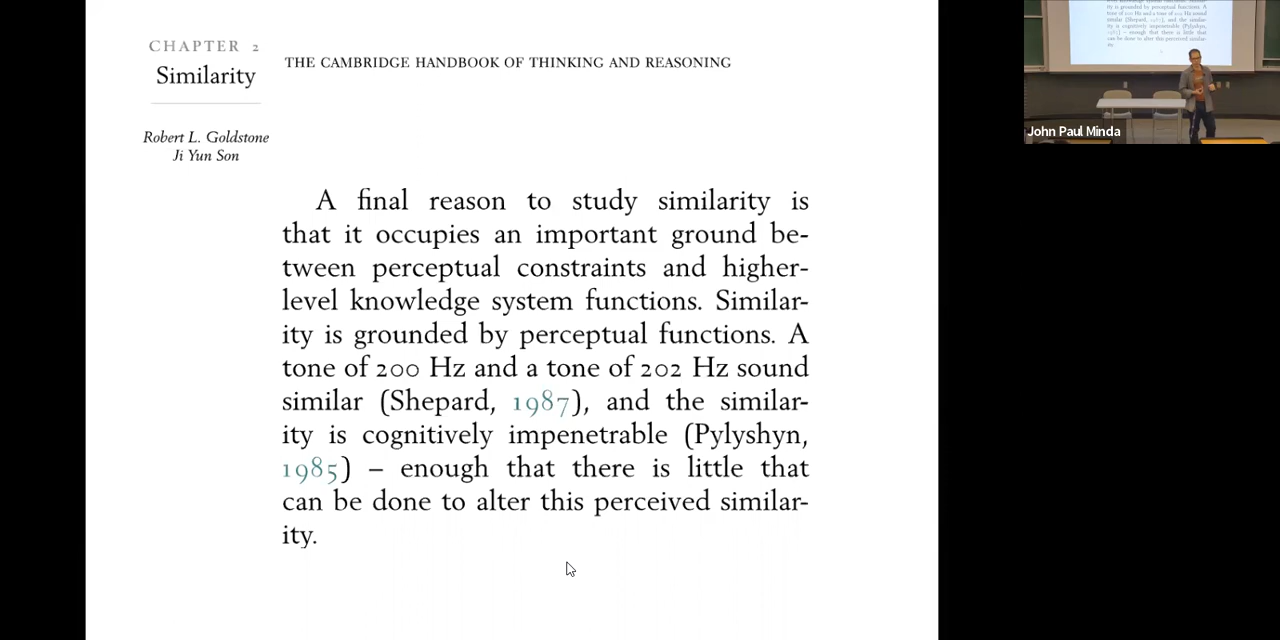 CHAPTER 2
Similarity
Robert L. Goldstone
Ji Yun Son
THE CAMBRIDGE HANDBOOK OF THINKING AND REASONING
A final reason to study similarity is
that it occupies an important ground be-
tween perceptual constraints and higher-
level knowledge system functions. Similar-
ity is grounded by perceptual functions. A
tone of 200 Hz and a tone of 202 Hz sound
similar (Shepard, 1987), and the similar-
ity is cognitively impenetrable (Pylyshyn,
1985) – enough that there is little that
can be done to alter this perceived similar-
ity.
John Paul Minda